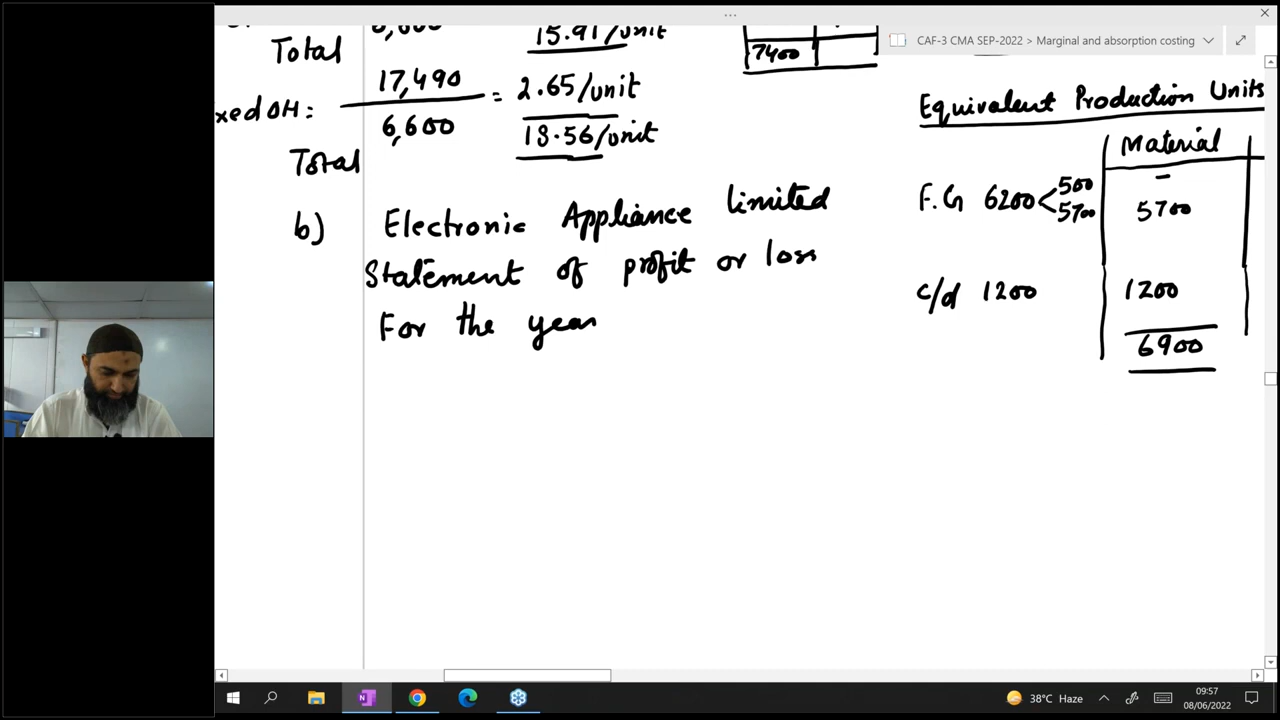 CAF-3 CMA SEP-2022 > Marginal and absorption costing
Total
15.91/unit
7400
xed OH: 17,490 = 2.65/unit
6,600
18.56/unit
Total
b) Electronic Appliance limited
Statement of profit or loss
For the year
Equivalent Production Units
Material
F.G 6200 < 500 –
5700 5700
c/d 1200 1200
6900
38°C Haze
09:57
08/06/2022